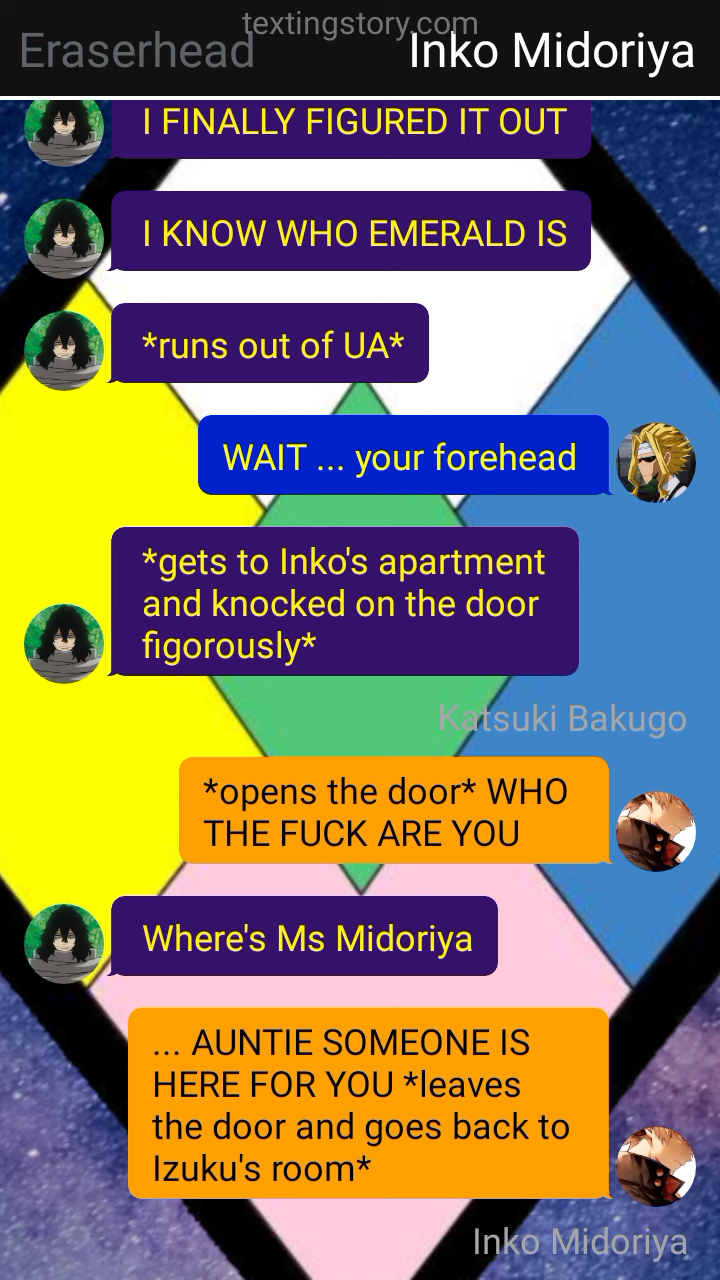 textingstory.com
Eraserhead
Inko Midoriya
I FINALLY FIGURED IT OUT
I KNOW WHO EMERALD IS
*runs out of UA*
WAIT ... your forehead
*gets to Inko's apartment
and knocked on the door
figorously*
Katsuki Bakugo
*opens the door* WHO
THE FUCK ARE YOU
Where's Ms Midoriya
... AUNTIE SOMEONE IS
HERE FOR YOU *leaves
the door and goes back to
Izuku's room*
Inko Midoriya